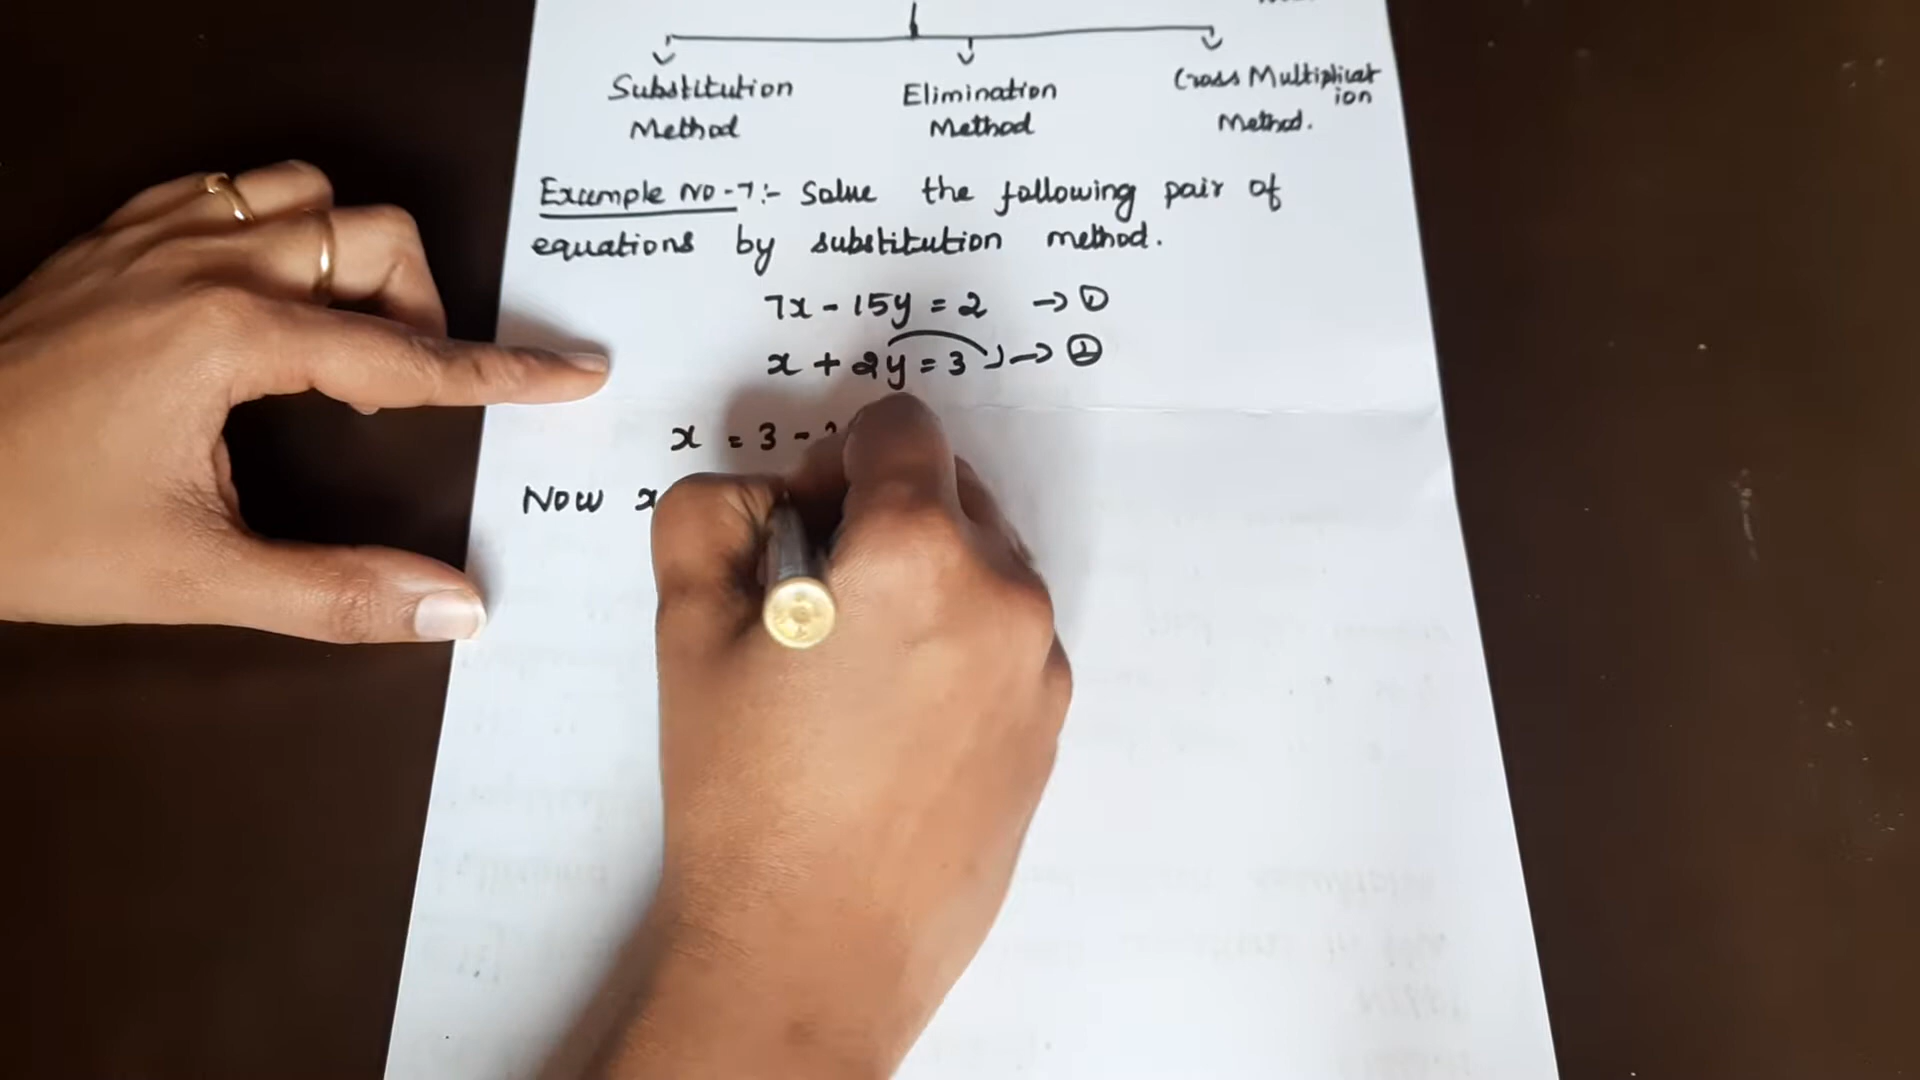 Substitution Elimination Cross Multiplicat
ion
Method Method Method.
Example No-7:- Solve the following pair of
equations by substitution method.
7x - 15y = 2 → ①
x + 2y = 3 → ②
x = 3 -
Now x